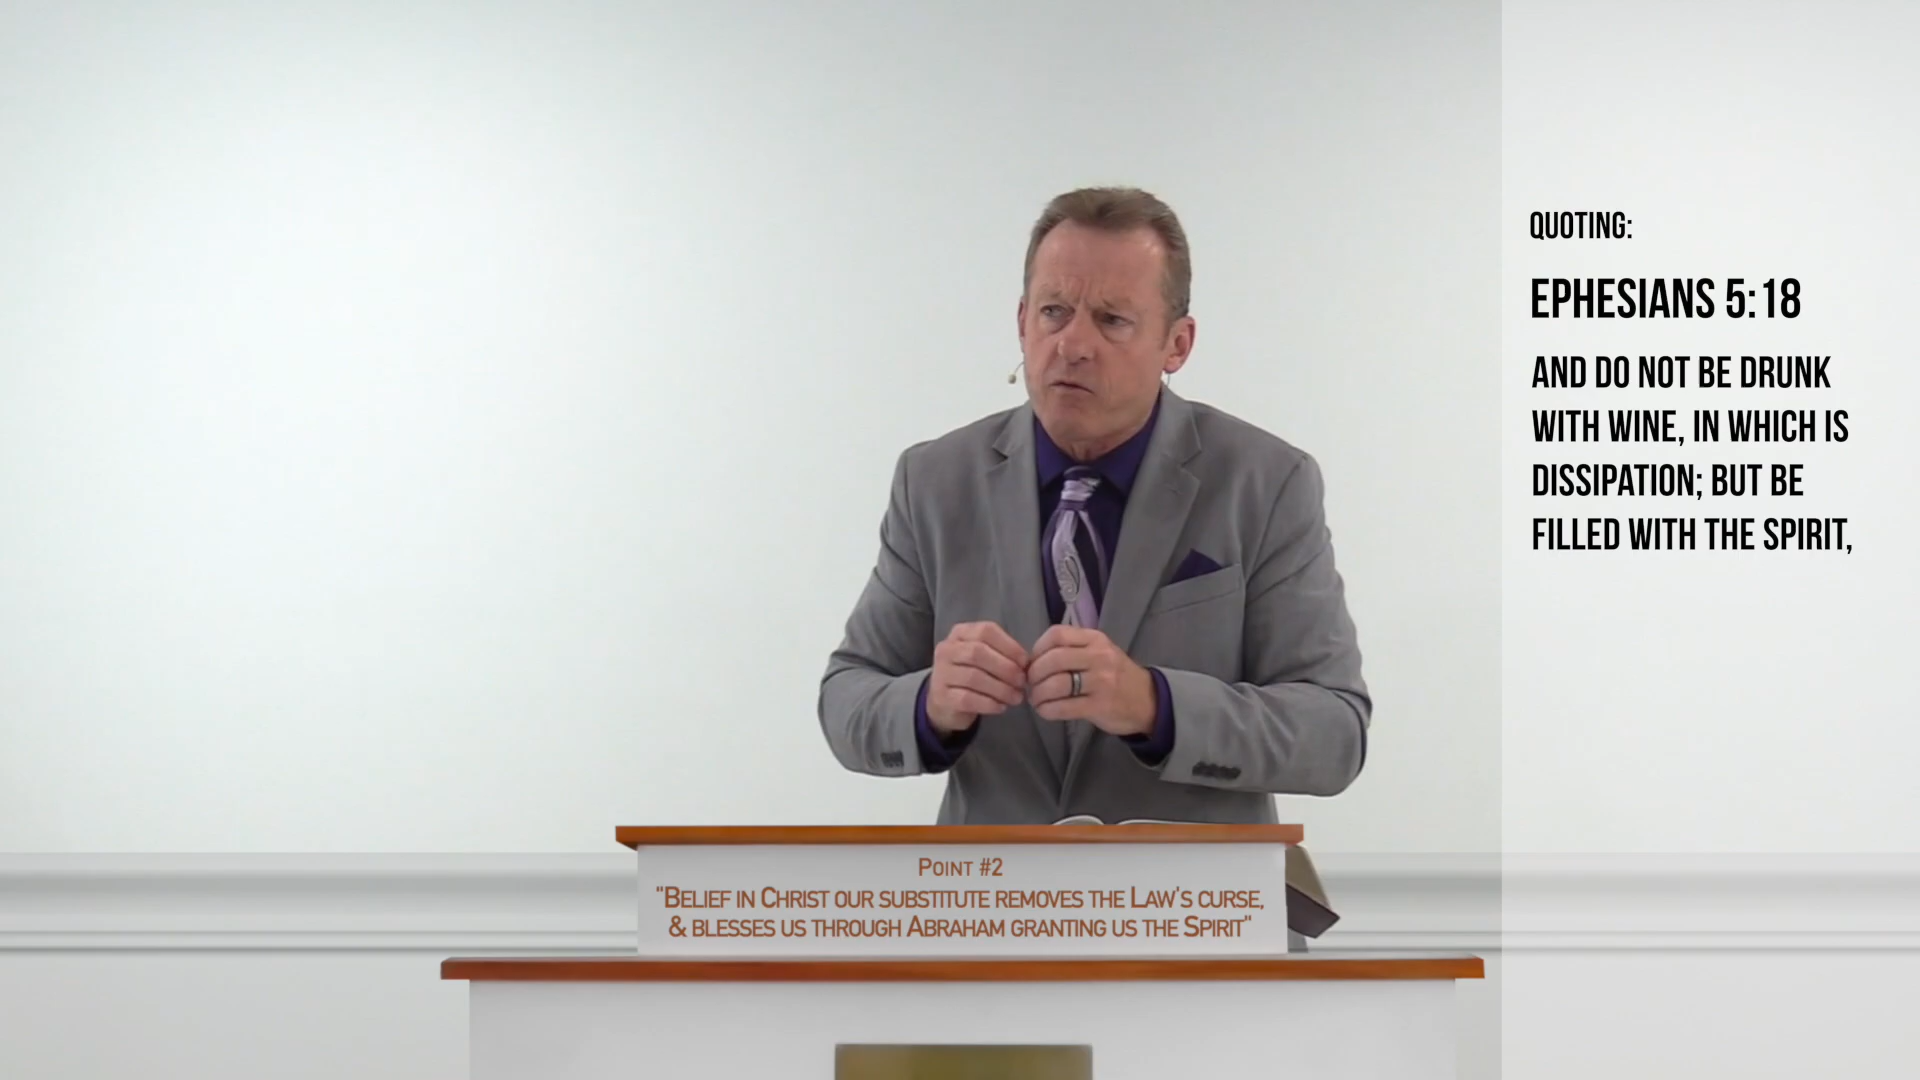 QUOTING:
EPHESIANS 5:18
AND DO NOT BE DRUNK
WITH WINE, IN WHICH IS
DISSIPATION; BUT BE
FILLED WITH THE SPIRIT,
POINT #2
"BELIEF IN CHRIST OUR SUBSTITUTE REMOVES THE LAW'S CURSE,
& BLESSES US THROUGH ABRAHAM GRANTING US THE SPIRIT"